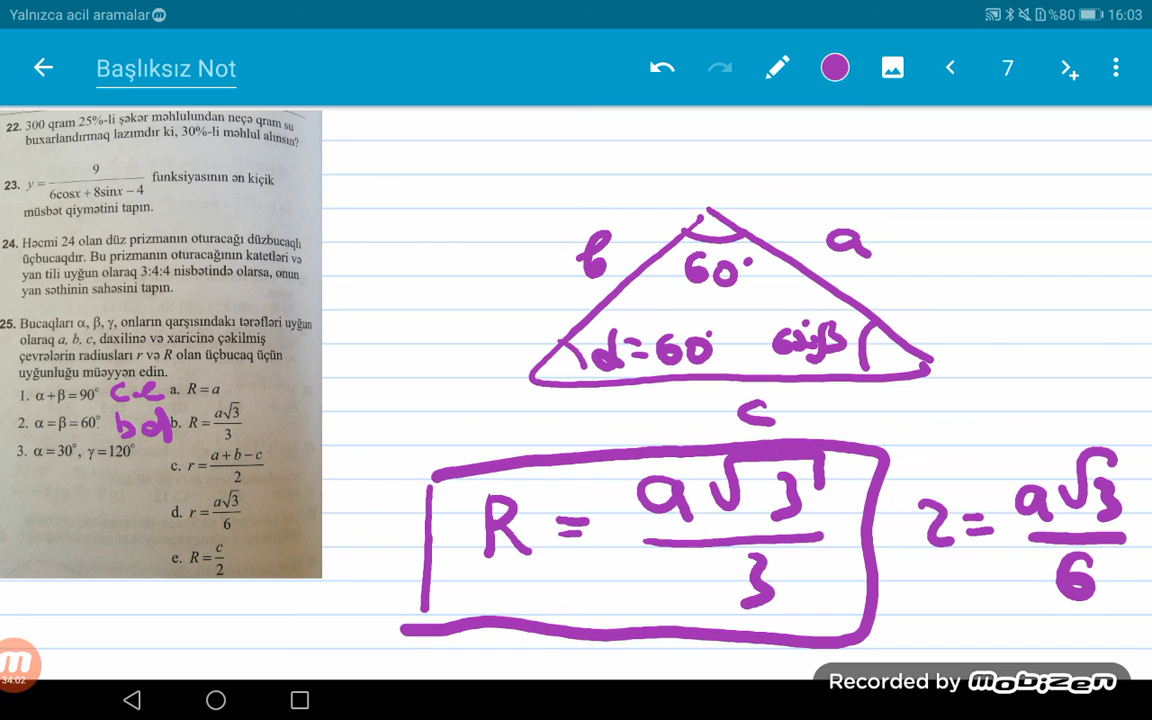 Yalnızca acil aramalar
%80 16:03
Başlıksız Not
7
22. 300 qram 25%-li şəkər məhlulundan neçə qram su
buxarlandırmaq lazımdır ki, 30%-li məhlul alınsın?
23. y = 9 / (6cosx + 8sinx − 4) funksiyasının ən kiçik
müsbət qiymətini tapın.
24. Həcmi 24 olan düz prizmanın oturacağı düzbucaqlı
üçbucaqdır. Bu prizmanın oturacağının katetləri və
yan tili uyğun olaraq 3:4:4 nisbətində olarsa, onun
yan səthinin sahəsini tapın.
25. Bucaqları α, β, γ, onların qarşısındakı tərəfləri uyğun
olaraq a, b, c, daxilinə və xaricinə çəkilmiş
çevrələrin radiusları r və R olan üçbucaq üçün
uyğunluğu müəyyən edin.
1. α + β = 90° c.e a. R = a
2. α = β = 60° bd b. R = a√3 / 3
3. α = 30°, γ = 120°
c. r = (a + b − c) / 2
d. r = a√3 / 6
e. R = c / 2
b
a
60°
α = 60°
c
R = a√3 / 3
r = a√3 / 6
34:02
Recorded by mobizen